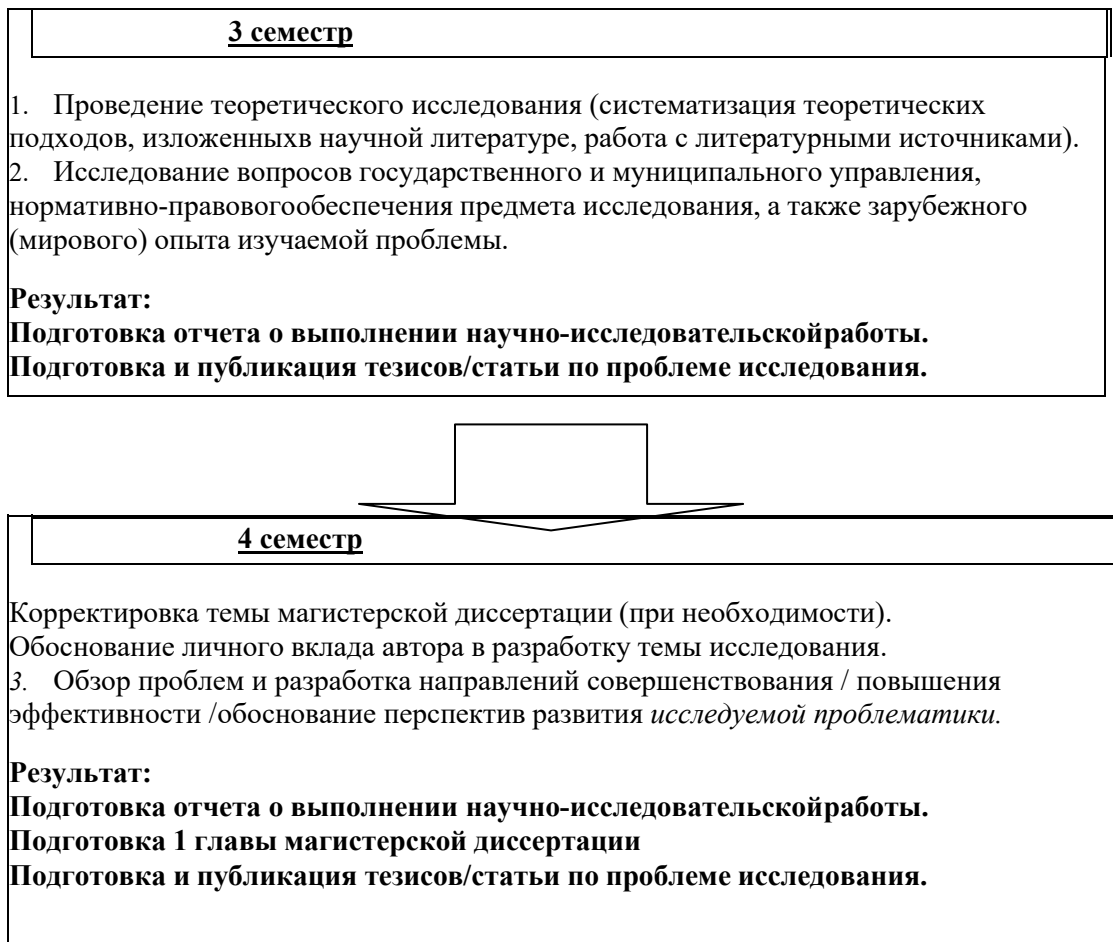 3 семестр
1. Проведение теоретического исследования (систематизация теоретических
подходов, изложенныхв научной литературе, работа с литературными источниками).
2. Исследование вопросов государственного и муниципального управления,
нормативно-правовогообеспечения предмета исследования, а также зарубежного
(мирового) опыта изучаемой проблемы.
Результат:
Подготовка отчета о выполнении научно-исследовательскойработы.
Подготовка и публикация тезисов/статьи по проблеме исследования.
4 семестр
Корректировка темы магистерской диссертации (при необходимости).
Обоснование личного вклада автора в разработку темы исследования.
3. Обзор проблем и разработка направлений совершенствования / повышения
эффективности /обоснование перспектив развития исследуемой проблематики.
Результат:
Подготовка отчета о выполнении научно-исследовательскойработы.
Подготовка 1 главы магистерской диссертации
Подготовка и публикация тезисов/статьи по проблеме исследования.